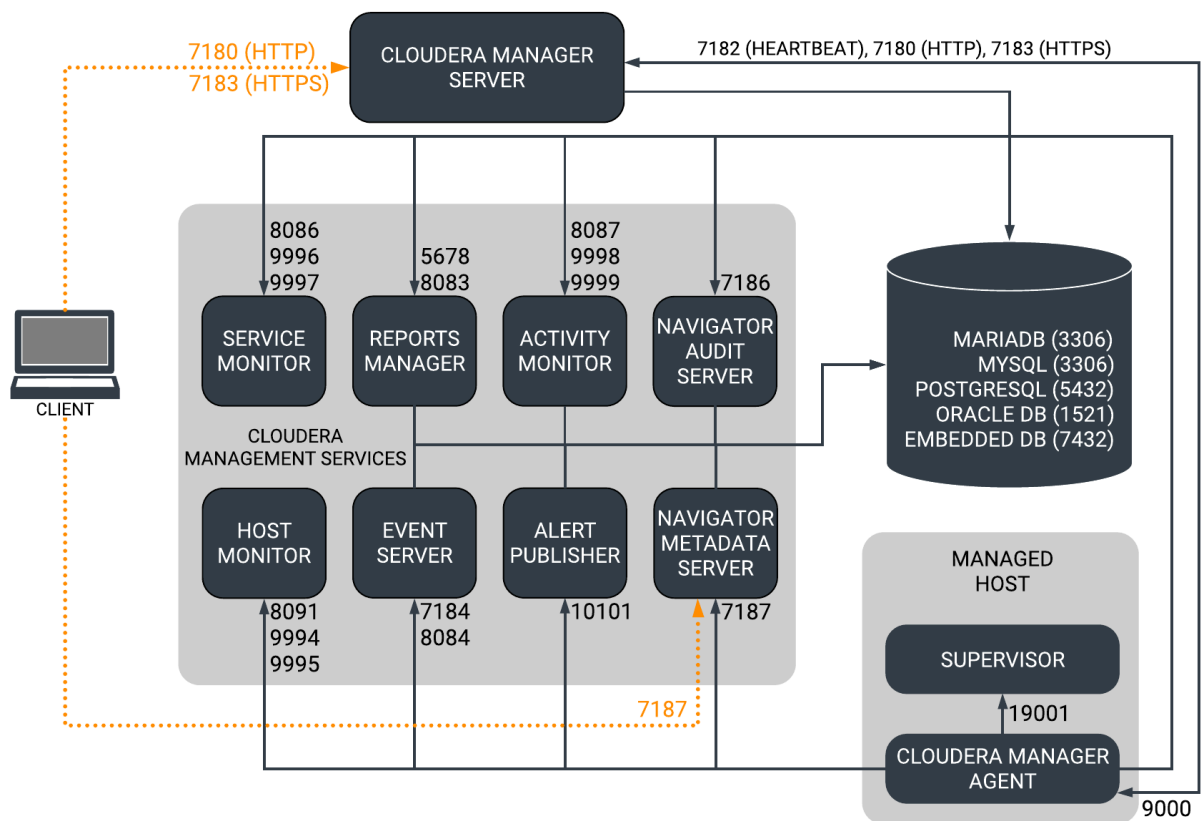 7180 (HTTP)
7183 (HTTPS)
CLOUDERA MANAGER
SERVER
7182 (HEARTBEAT), 7180 (HTTP), 7183 (HTTPS)
8086
9996
9997
5678
8083
8087
9998
9999
7186
SERVICE
MONITOR
REPORTS
MANAGER
ACTIVITY
MONITOR
NAVIGATOR
AUDIT
SERVER
MARIADB (3306)
MYSQL (3306)
POSTGRESQL (5432)
ORACLE DB (1521)
EMBEDDED DB (7432)
CLIENT
CLOUDERA
MANAGEMENT SERVICES
HOST
MONITOR
EVENT
SERVER
ALERT
PUBLISHER
NAVIGATOR
METADATA
SERVER
8091
9994
9995
7184
8084
10101
7187
7187
MANAGED
HOST
SUPERVISOR
19001
CLOUDERA MANAGER
AGENT
9000